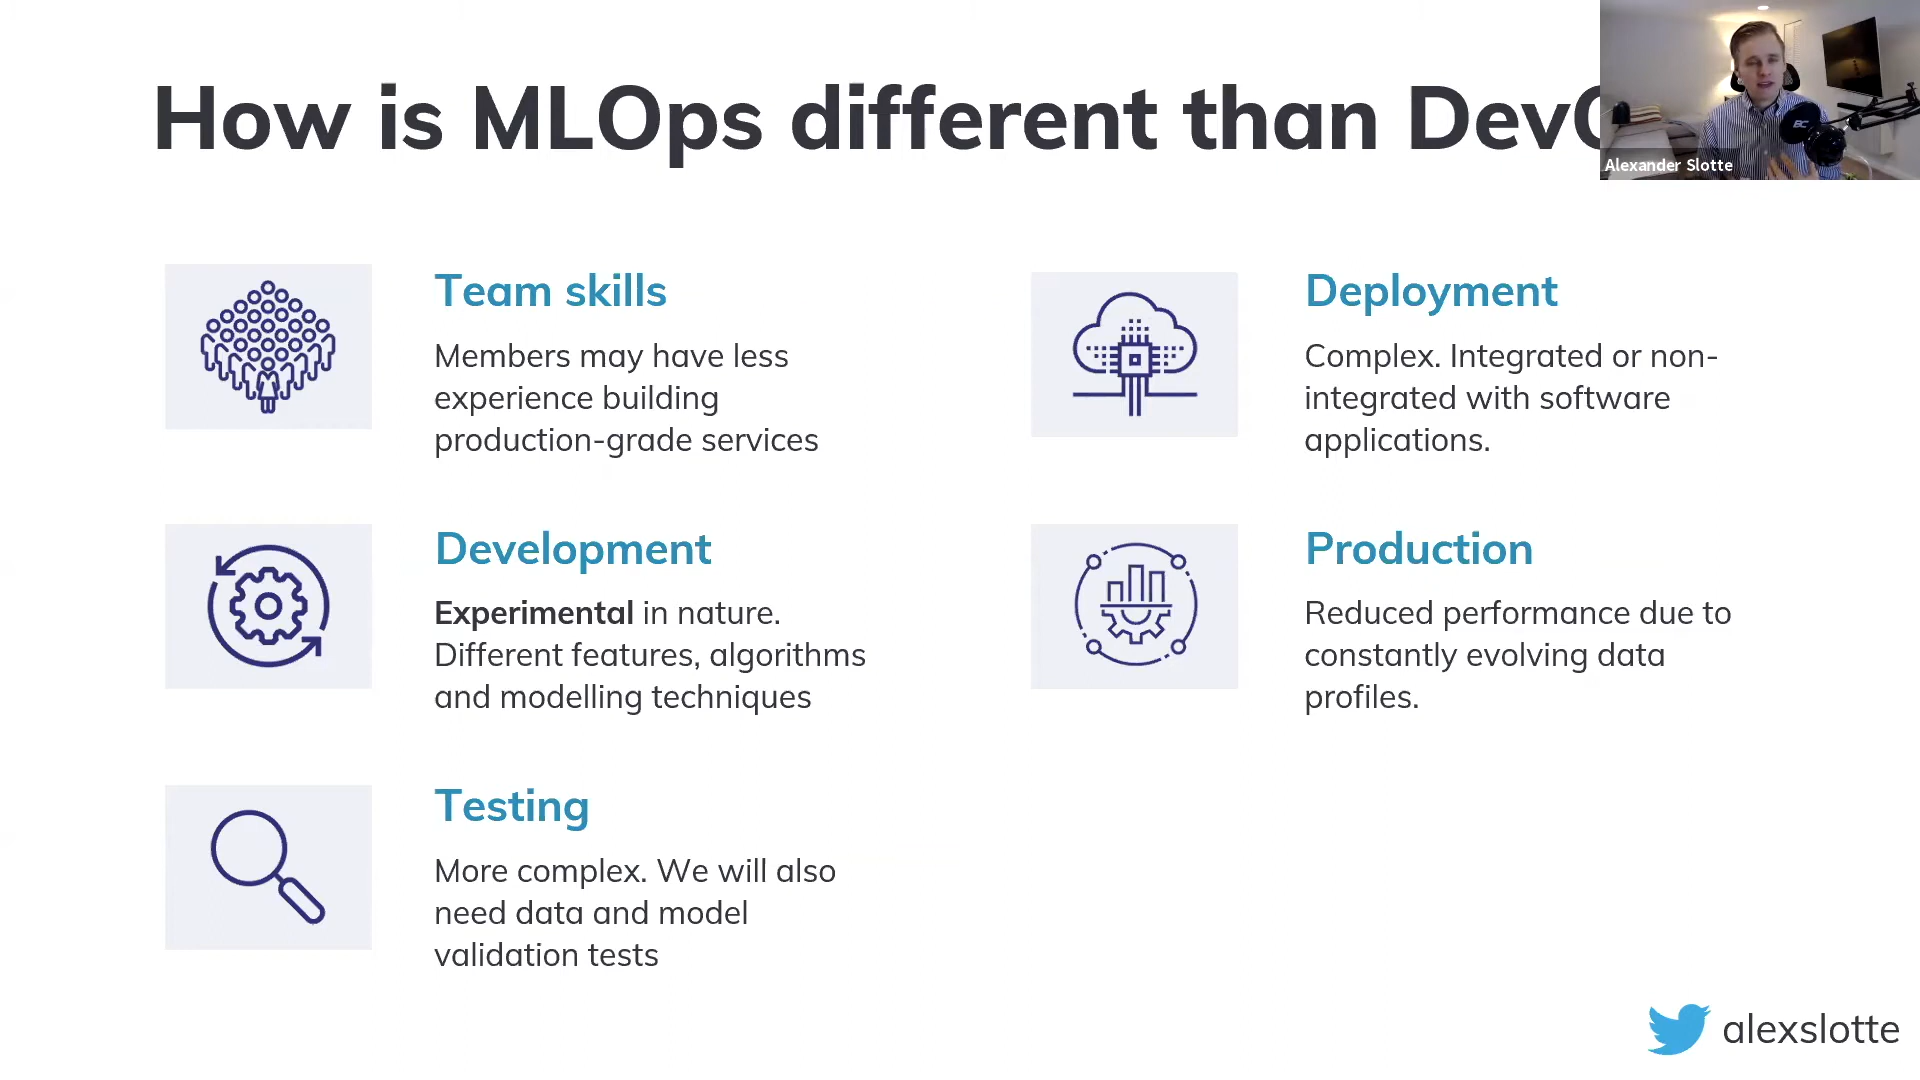 How is MLOps different than Dev
Alexander Slotte
Team skills
Members may have less
experience building
production-grade services
Development
Experimental in nature.
Different features, algorithms
and modelling techniques
Testing
More complex. We will also
need data and model
validation tests
Deployment
Complex. Integrated or non-
integrated with software
applications.
Production
Reduced performance due to
constantly evolving data
profiles.
alexslotte